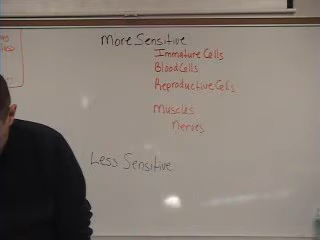 More Sensitive
Immature Cells
Blood Cells
Reproductive Cells
Muscles
Nerves
Less Sensitive